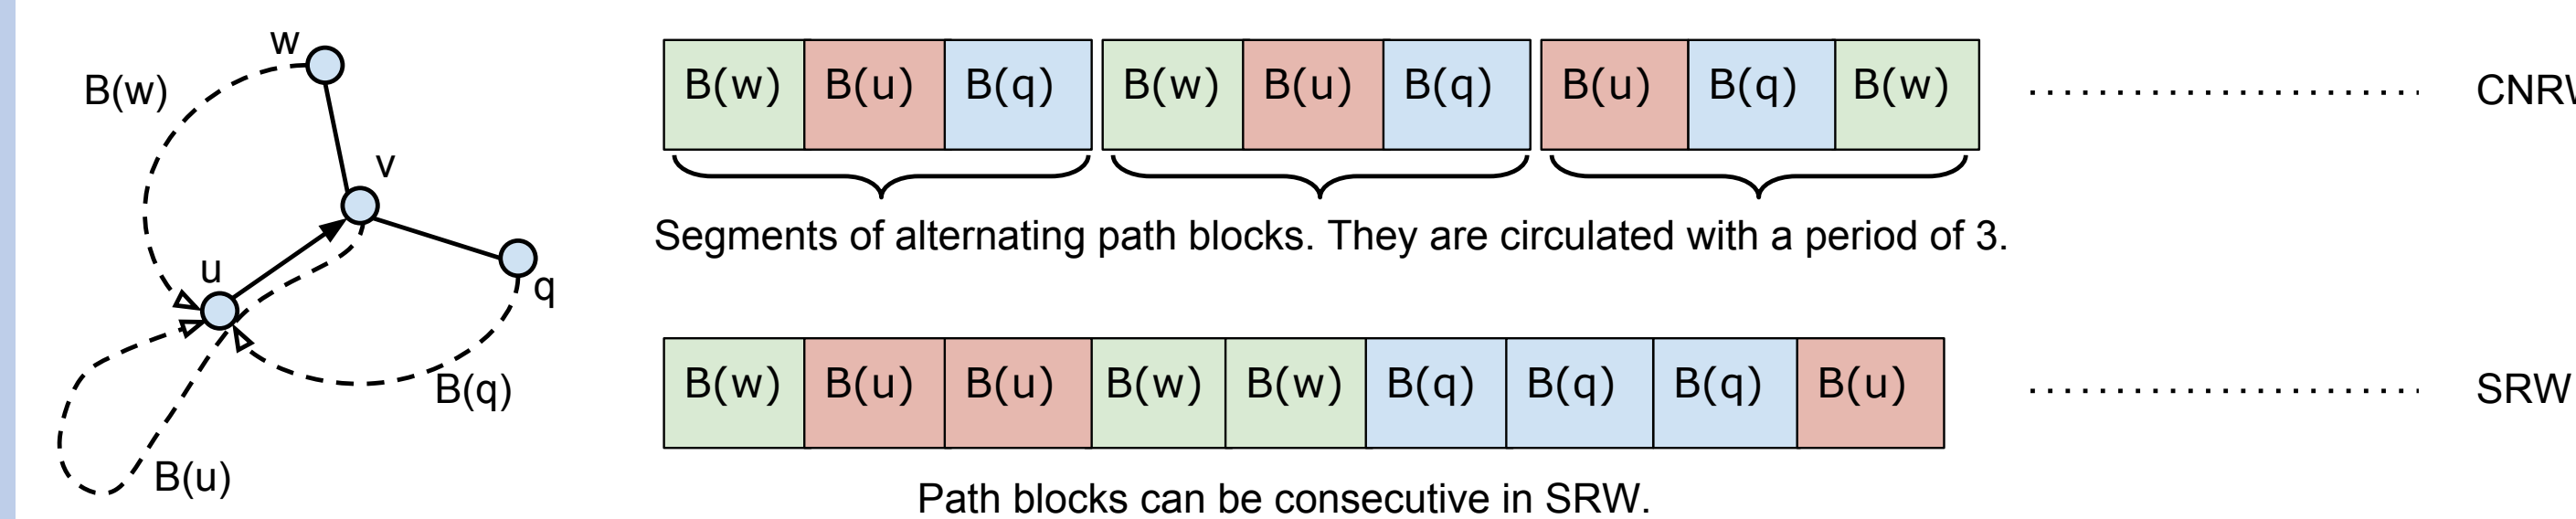 w
B(w)
v
u
q
B(q)
B(u)
B(w) B(u) B(q) B(w) B(u) B(q) B(u) B(q) B(w) ........................ CNRW
Segments of alternating path blocks. They are circulated with a period of 3.
B(w) B(u) B(u) B(w) B(w) B(q) B(q) B(q) B(u) ........................ SRW
Path blocks can be consecutive in SRW.